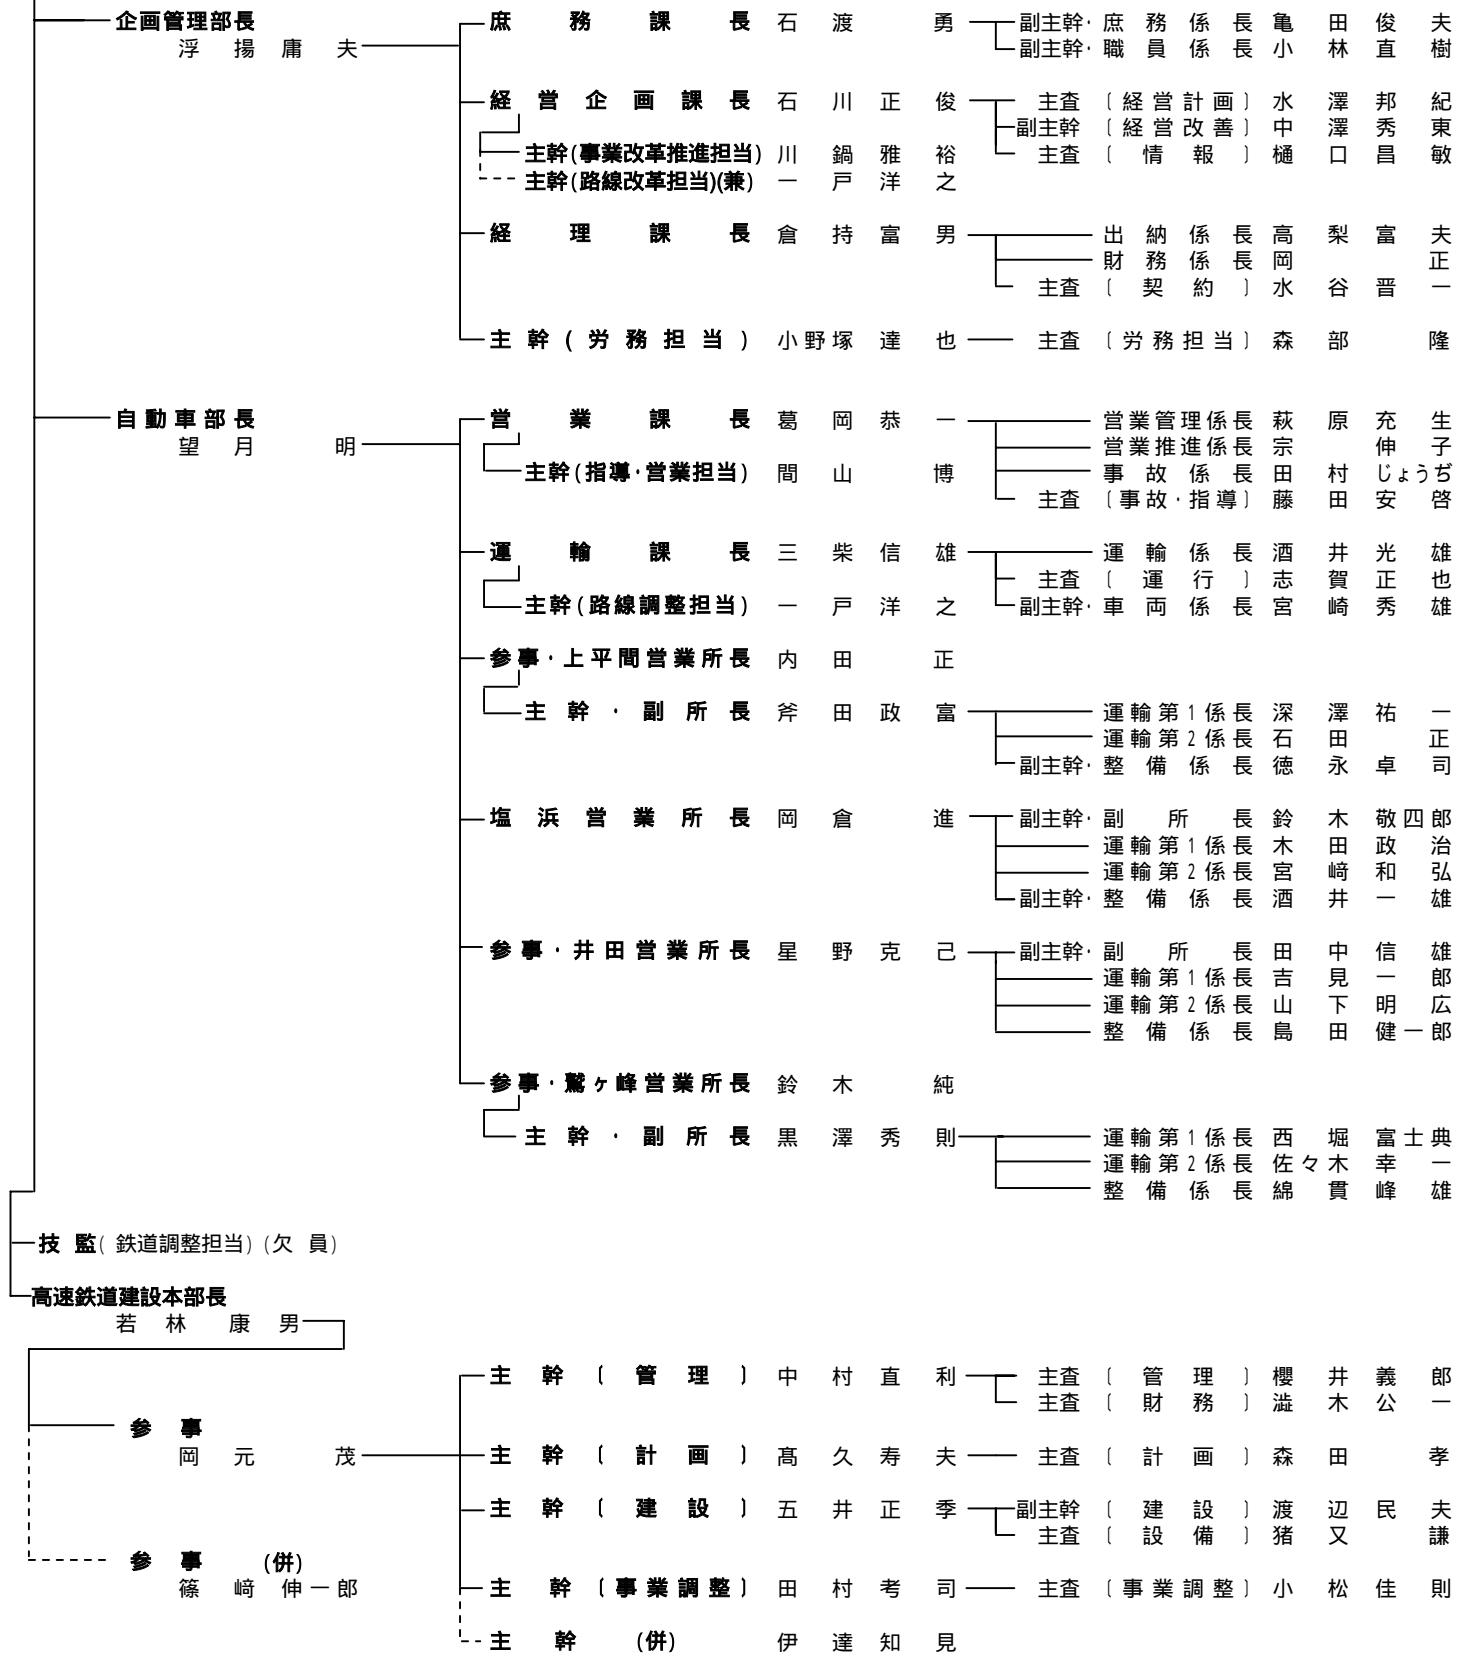 企画管理部長 庶務課長 石渡勇 副主幹・庶務係長 亀田俊夫
浮揚庸夫 副主幹・職員係長 小林直樹
経営企画課長 石川正俊 主査〔経営計画〕水澤邦紀
副主幹〔経営改善〕中澤秀東
主幹(事業改革推進担当) 川鍋雅裕 主査〔情報〕樋口昌敏
主幹(路線改革担当)(兼) 一戸洋之
経理課長 倉持富男 出納係長 高梨富夫
財務係長 岡正
主査〔契約〕水谷晋一
主幹(労務担当) 小野塚達也 主査〔労務担当〕森部隆
自動車部長 営業課長 葛岡恭一 営業管理係長 萩原充生
望月明 営業推進係長 宗伸子
主幹(指導・営業担当) 間山博 事故係長 田村じょうぢ
主査〔事故・指導〕藤田安啓
運輸課長 三柴信雄 運輸係長 酒井光雄
主査〔運行〕志賀正也
主幹(路線調整担当) 一戸洋之 副主幹・車両係長 宮崎秀雄
参事・上平間営業所長 内田正
主幹・副所長 斧田政富 運輸第1係長 深澤祐一
運輸第2係長 石田正
副主幹・整備係長 徳永卓司
塩浜営業所長 岡倉進 副主幹・副所長 鈴木敬四郎
運輸第1係長 木田政治
運輸第2係長 宮﨑和弘
副主幹・整備係長 酒井一雄
参事・井田営業所長 星野克己 副主幹・副所長 田中信雄
運輸第1係長 吉見一郎
運輸第2係長 山下明広
整備係長 島田健一郎
参事・鷲ヶ峰営業所長 鈴木純
主幹・副所長 黒澤秀則 運輸第1係長 西堀富士典
運輸第2係長 佐々木幸一
整備係長 綿貫峰雄
技監(鉄道調整担当)(欠員)
高速鉄道建設本部長
若林康男
主幹〔管理〕中村直利 主査〔管理〕櫻井義郎
主査〔財務〕澁木公一
参事
岡元茂 主幹〔計画〕髙久寿夫 主査〔計画〕森田孝
主幹〔建設〕五井正季 副主幹〔建設〕渡辺民夫
主査〔設備〕猪又謙
参事(併)
篠﨑伸一郎 主幹〔事業調整〕田村考司 主査〔事業調整〕小松佳則
主幹(併) 伊達知見